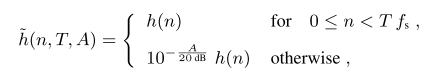 h̃(n, T, A) = { h(n) for 0 ≤ n < T f_s ,
10^{−A/(20 dB)} h(n) otherwise ,